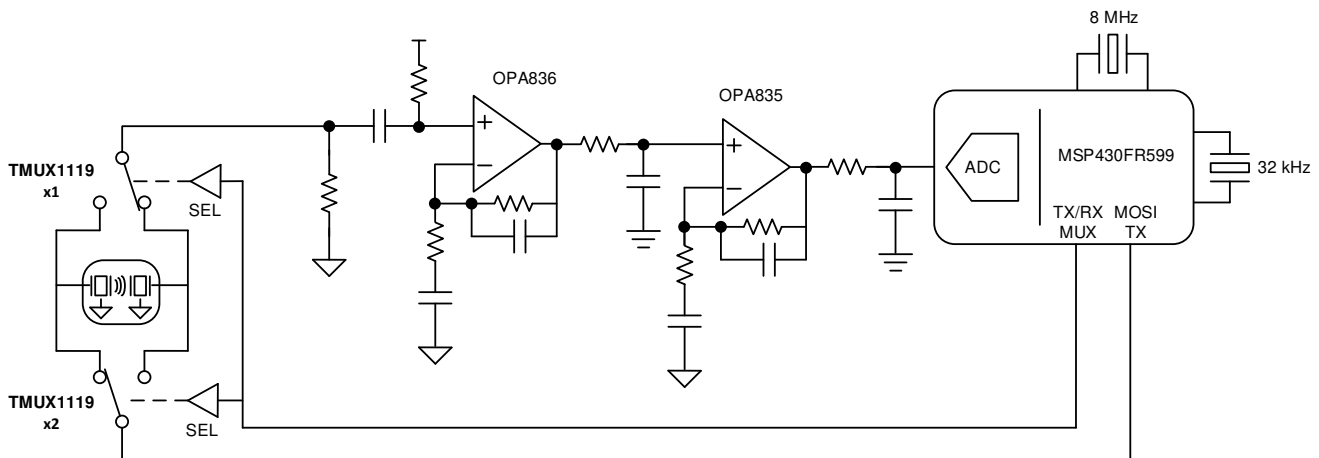 8 MHz
OPA836
OPA835
+
−
+
−
ADC
MSP430FR599
32 kHz
TX/RX MOSI
MUX TX
TMUX1119
x1
SEL
TMUX1119
x2
SEL